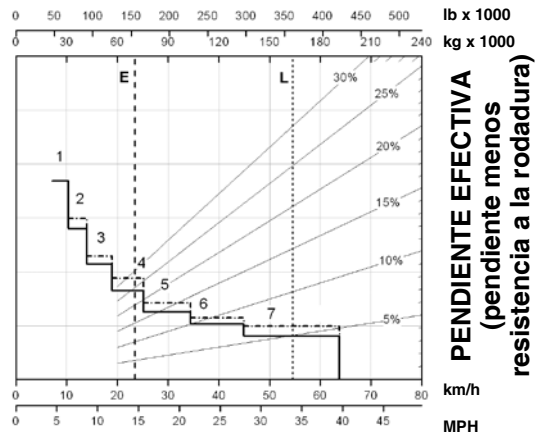 0 50 100 150 200 250 300 350 400 450 500 lb x 1000
0 30 60 90 120 150 180 210 240 kg x 1000
E L
30%
25%
20%
15%
10%
5%
1
2
3
4
5
6
7
PENDIENTE EFECTIVA
(pendiente menos
resistencia a la rodadura)
0 10 20 30 40 50 60 70 80 km/h
0 5 10 15 20 25 30 35 40 45 MPH